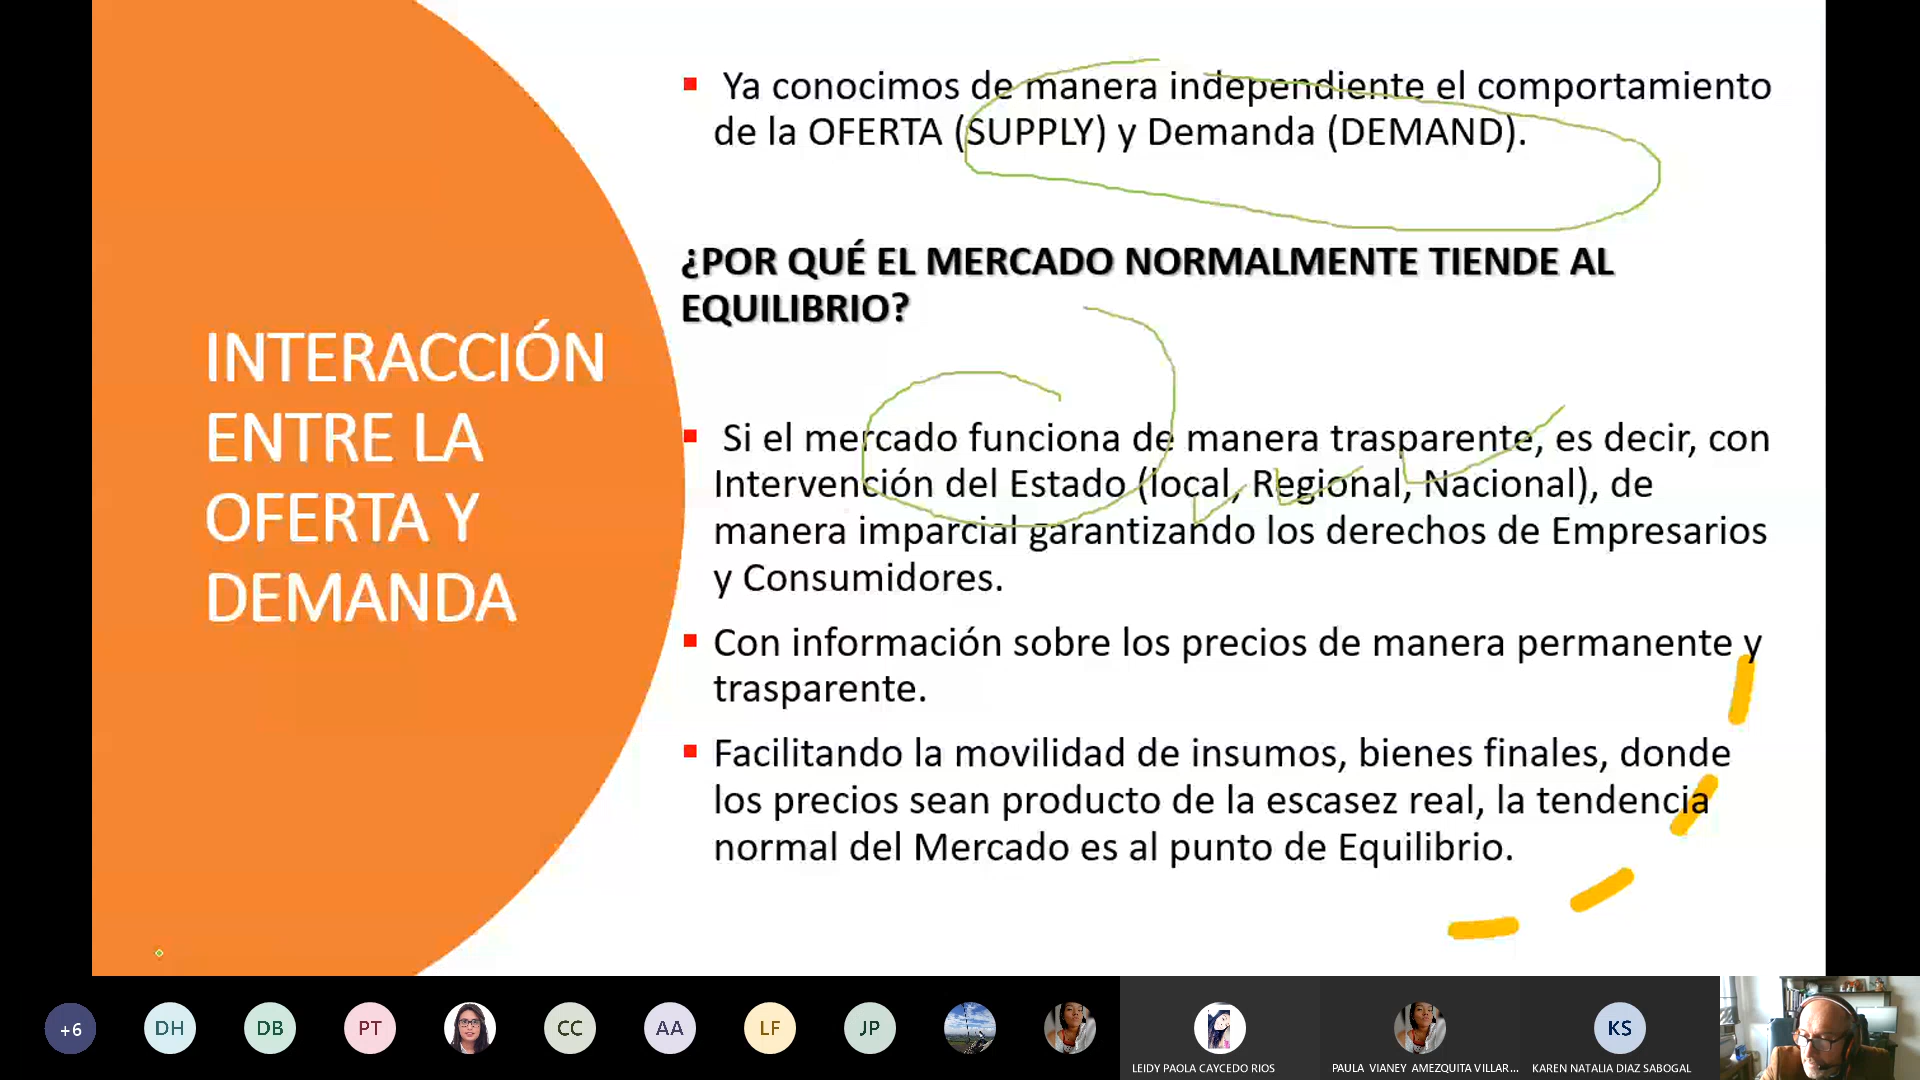 INTERACCIÓN
ENTRE LA
OFERTA Y
DEMANDA
Ya conocimos de manera independiente el comportamiento
de la OFERTA (SUPPLY) y Demanda (DEMAND).
¿POR QUÉ EL MERCADO NORMALMENTE TIENDE AL
EQUILIBRIO?
Si el mercado funciona de manera trasparente, es decir, con
Intervención del Estado (local, Regional, Nacional), de
manera imparcial garantizando los derechos de Empresarios
y Consumidores.
Con información sobre los precios de manera permanente y
trasparente.
Facilitando la movilidad de insumos, bienes finales, donde
los precios sean producto de la escasez real, la tendencia
normal del Mercado es al punto de Equilibrio.
+6
DH
DB
PT
CC
AA
LF
JP
KS
LEIDY PAOLA CAYCEDO RIOS
PAULA VIANEY AMEZQUITA VILLAR...
KAREN NATALIA DIAZ SABOGAL